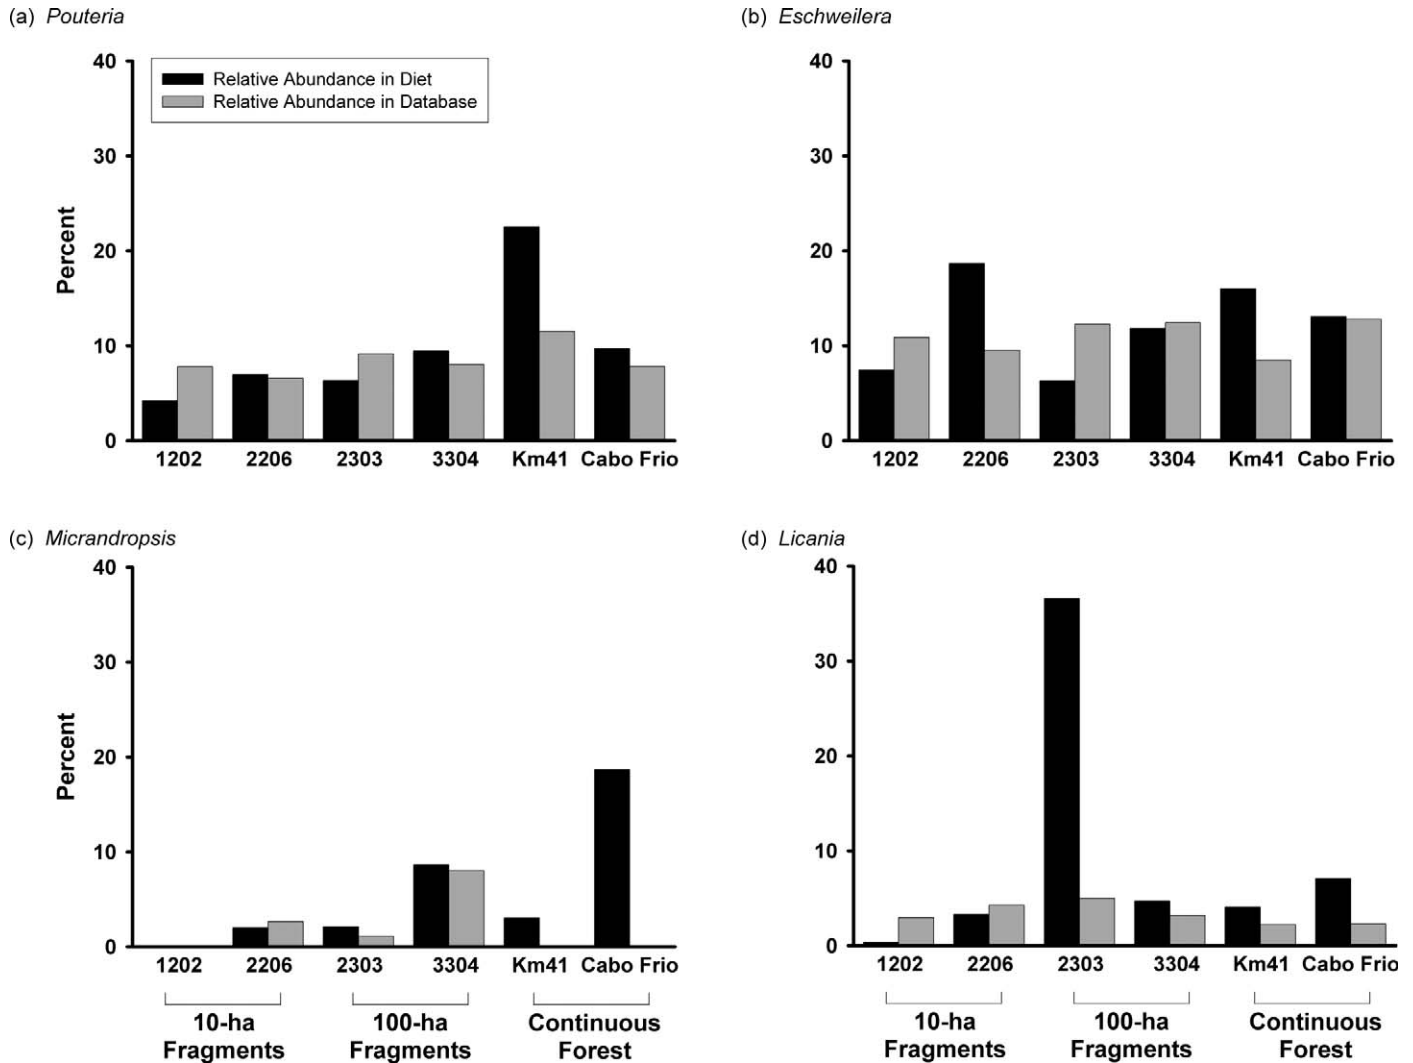 (a) Pouteria
40
30
20
10
0
Percent
Relative Abundance in Diet
Relative Abundance in Database
1202 2206 2303 3304 Km41 Cabo Frio
(b) Eschweilera
40
30
20
10
0
1202 2206 2303 3304 Km41 Cabo Frio
(c) Micrandropsis
40
30
20
10
0
Percent
1202 2206 2303 3304 Km41 Cabo Frio
10-ha
Fragments
100-ha
Fragments
Continuous
Forest
(d) Licania
40
30
20
10
0
1202 2206 2303 3304 Km41 Cabo Frio
10-ha
Fragments
100-ha
Fragments
Continuous
Forest